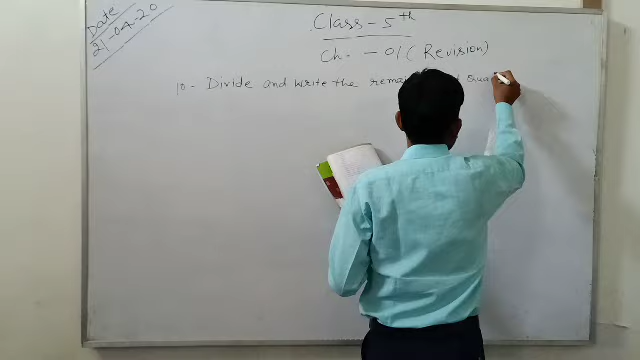 Date
21-04-20
Class - 5th
Ch. - 01 (Revision)
10- Divide and write the